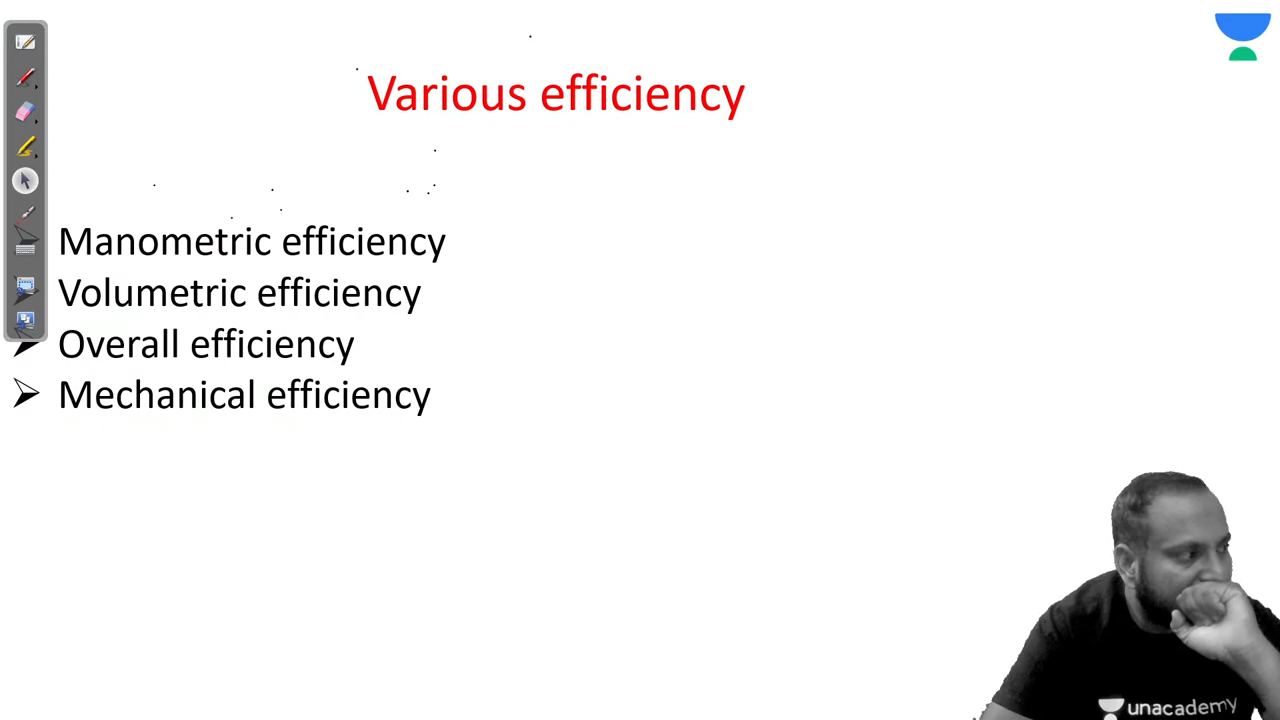 Various efficiency
Manometric efficiency
Volumetric efficiency
Overall efficiency
Mechanical efficiency
unacademy